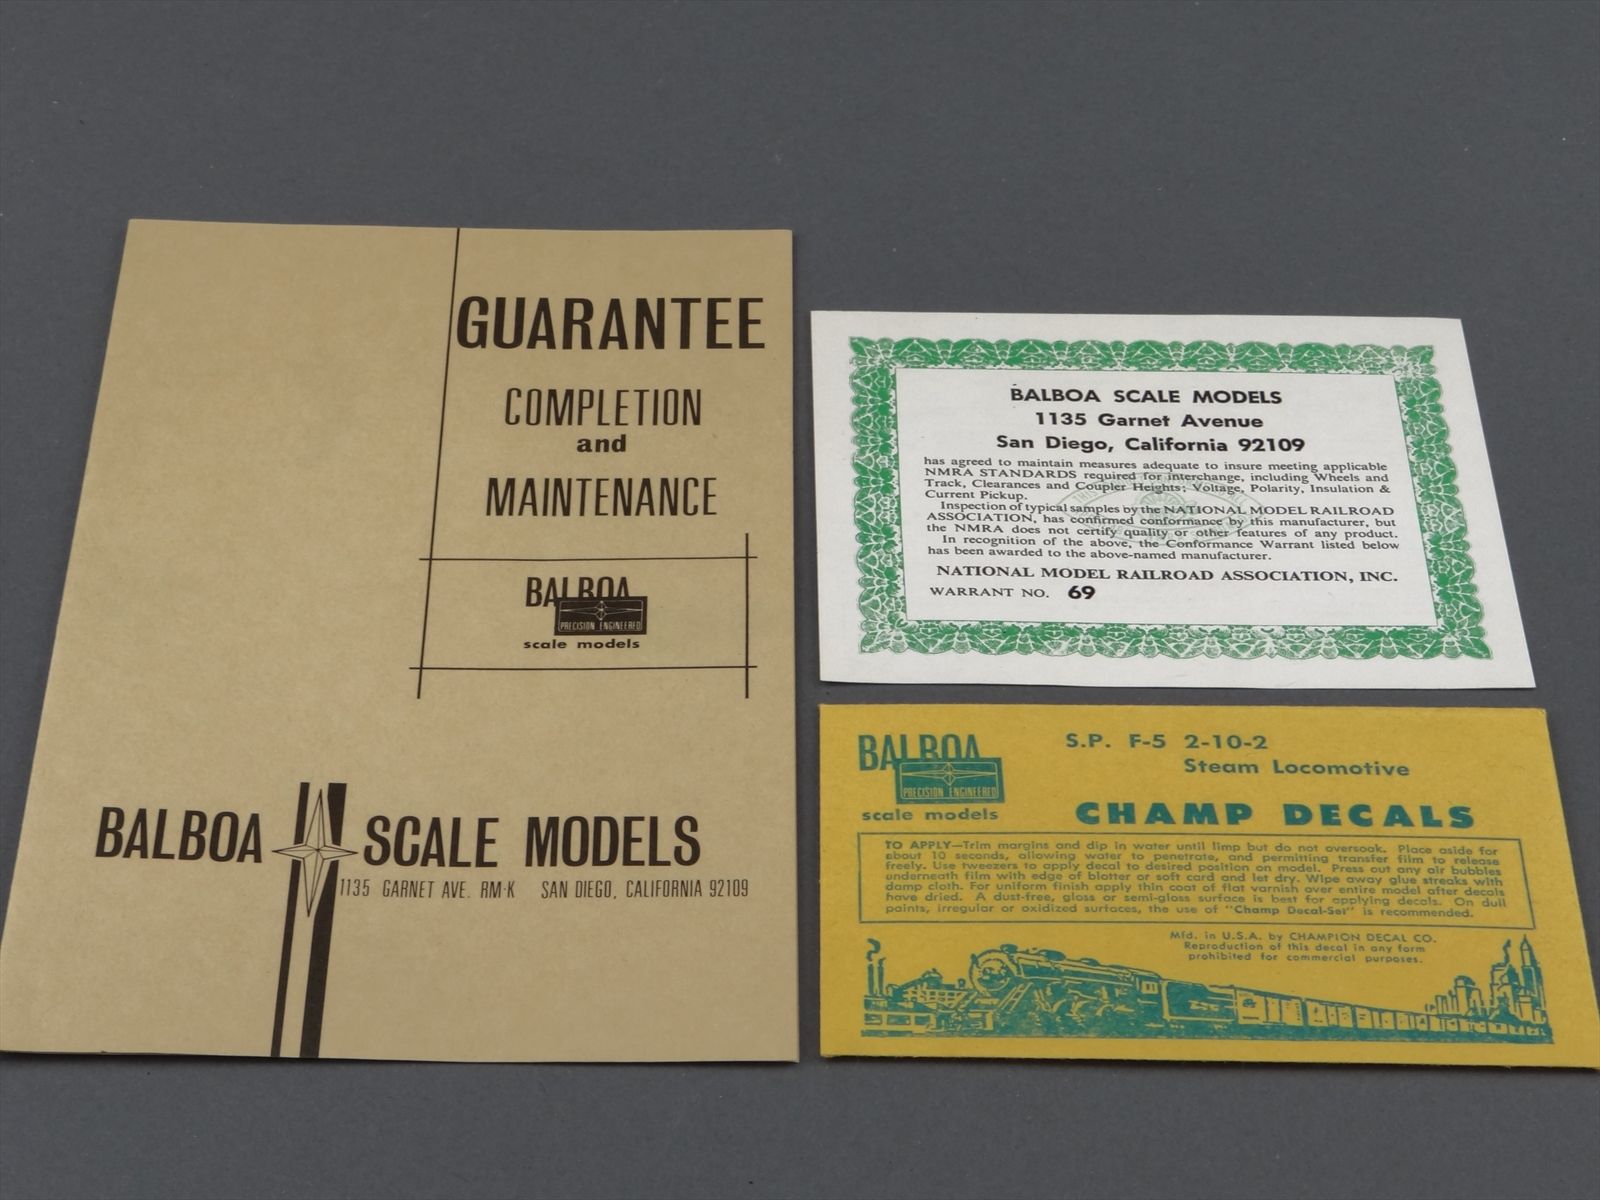 GUARANTEE
COMPLETION
and
MAINTENANCE
BALBOA
PRECISION ENGINEERED
scale models
BALBOA SCALE MODELS
1135 GARNET AVE. RM-K SAN DIEGO, CALIFORNIA 92109
BALBOA SCALE MODELS
1135 Garnet Avenue
San Diego, California 92109
has agreed to maintain measures adequate to insure meeting applicable
NMRA STANDARDS required for interchange, including Wheels and
Track, Clearances and Coupler Heights; Voltage, Polarity, Insulation &
Current Pickup.
Inspection of typical samples by the NATIONAL MODEL RAILROAD
ASSOCIATION, has confirmed conformance by this manufacturer, but
the NMRA does not certify quality or other features of any product.
In recognition of the above, the Conformance Warrant listed below
has been awarded to the above-named manufacturer.
NATIONAL MODEL RAILROAD ASSOCIATION, INC.
WARRANT NO. 69
BALBOA
PRECISION ENGINEERED
scale models
S.P. F-5 2-10-2
Steam Locomotive
CHAMP DECALS
TO APPLY—Trim margins and dip in water until limp but do not oversoak. Place aside for
about 10 seconds, allowing water to penetrate, and permitting transfer film to release
freely. Use tweezers to apply decal to desired position on model. Press out any air bubbles
underneath film with edge of blotter or soft card and let dry. Wipe away glue streaks with
damp cloth. For uniform finish apply thin coat of flat varnish over entire model after decals
have dried. A dust-free, gloss or semi-gloss surface is best for applying decals. On dull
paints, irregular or oxidized surfaces, the use of "Champ Decal-Set" is recommended.
Mfd. in U.S.A. by CHAMPION DECAL CO.
Reproduction of this decal in any form
prohibited for commercial purposes.